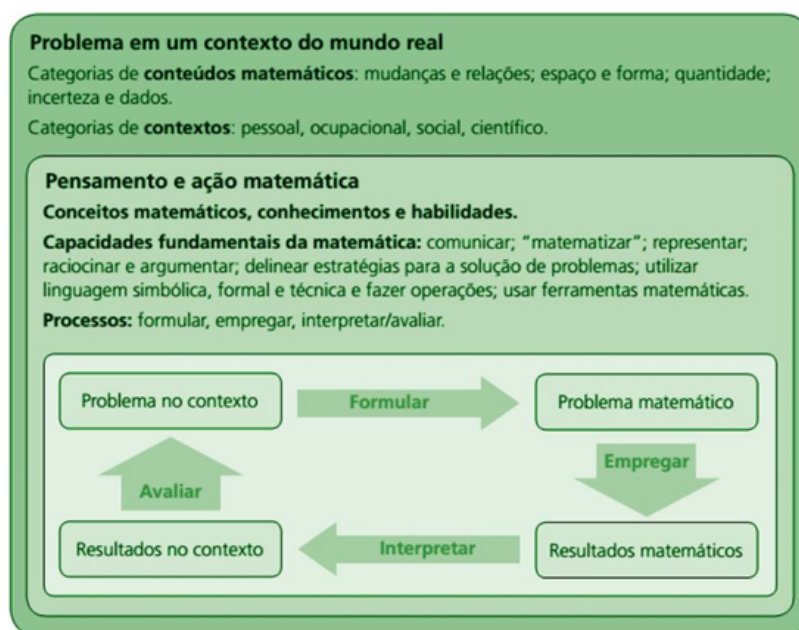 Problema em um contexto do mundo real
Categorias de conteúdos matemáticos: mudanças e relações; espaço e forma; quantidade;
incerteza e dados.
Categorias de contextos: pessoal, ocupacional, social, científico.
Pensamento e ação matemática
Conceitos matemáticos, conhecimentos e habilidades.
Capacidades fundamentais da matemática: comunicar; “matematizar”; representar;
raciocinar e argumentar; delinear estratégias para a solução de problemas; utilizar
linguagem simbólica, formal e técnica e fazer operações; usar ferramentas matemáticas.
Processos: formular, empregar, interpretar/avaliar.
Problema no contexto
Formular
Problema matemático
Empregar
Avaliar
Resultados no contexto
Interpretar
Resultados matemáticos